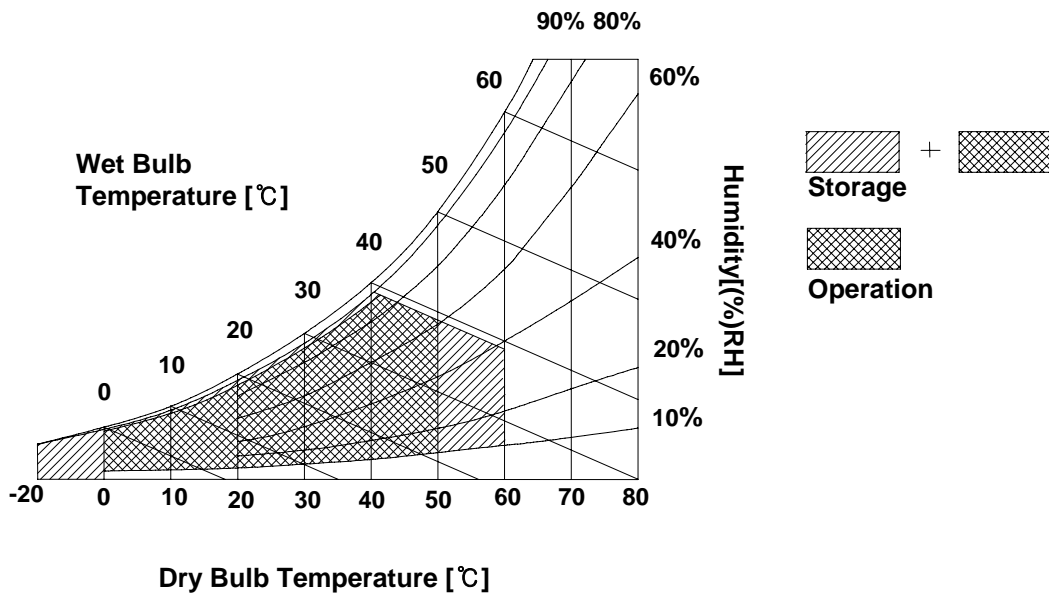 90% 80%
60
60%
Wet Bulb
Temperature [℃]
50
40
40%
30
20
20%
10
10%
0
Humidity[(%)RH]
+
Storage
Operation
-20 0 10 20 30 40 50 60 70 80
Dry Bulb Temperature [℃]